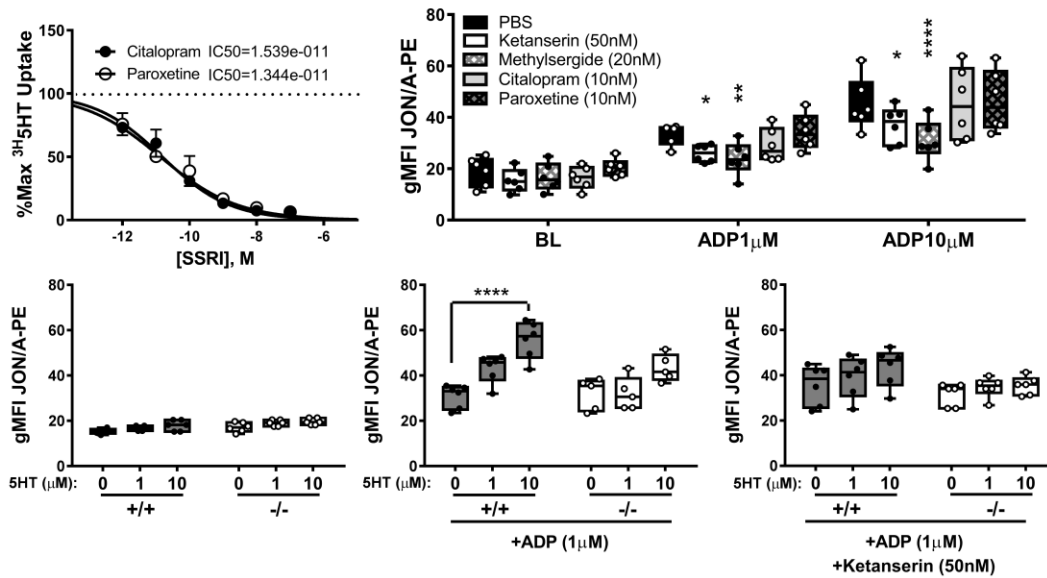 %Max ³ᴴ5HT Uptake
150
100
50
0
Citalopram IC50=1.539e-011
Paroxetine IC50=1.344e-011
-12 -10 -8 -6
[SSRI], M
gMFI JON/A-PE
80
60
40
20
0
PBS
Ketanserin (50nM)
Methylsergide (20nM)
Citalopram (10nM)
Paroxetine (10nM)
* **
* ****
BL ADP1μM ADP10μM
gMFI JON/A-PE
80
60
40
20
0
5HT (μM): 0 1 10 0 1 10
+/+ -/-
gMFI JON/A-PE
80
60
40
20
0
****
0 1 10 0 1 10
+/+ -/-
+ADP (1μM)
gMFI JON/A-PE
80
60
40
20
0
5HT (μM): 0 1 10 0 1 10
+/+ -/-
+ADP (1μM)
+Ketanserin (50nM)